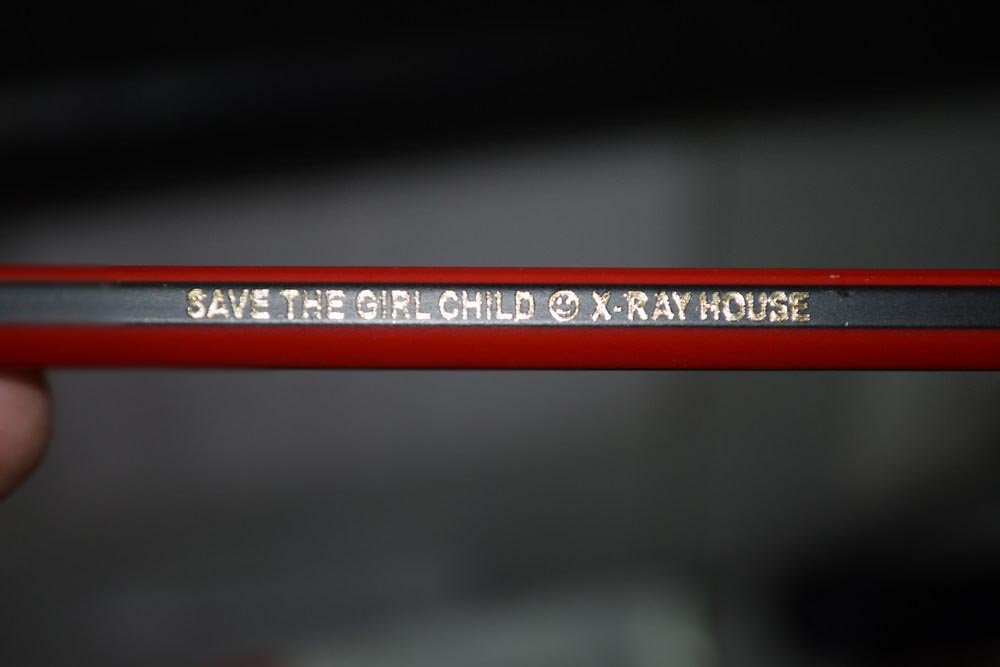 SAVE THE GIRL CHILD ☺ X-RAY HOUSE